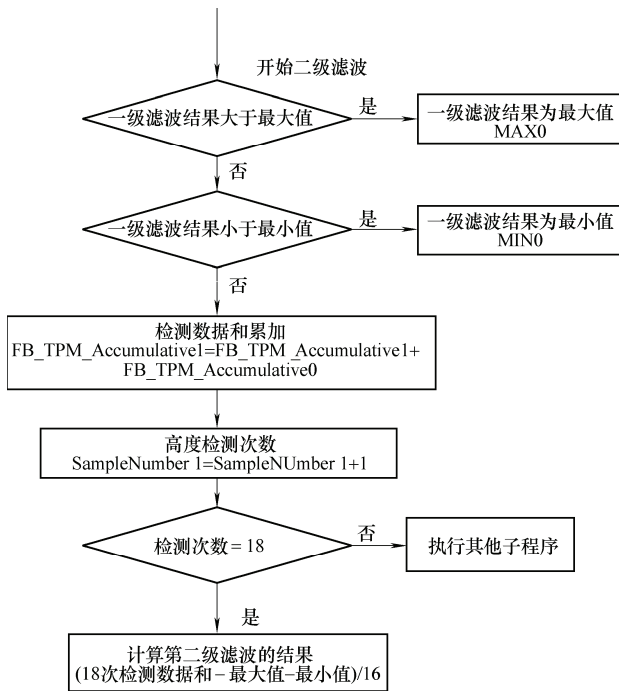 开始二级滤波
一级滤波结果大于最大值
是
一级滤波结果为最大值
MAX0
否
一级滤波结果小于最小值
是
一级滤波结果为最小值
MIN0
否
检测数据和累加
FB_TPM_Accumulative1=FB_TPM_Accumulative1+
FB_TPM_Accumulative0
高度检测次数
SampleNumber 1=SampleNUmber 1+1
检测次数 = 18
否
执行其他子程序
是
计算第二级滤波的结果
(18次检测数据和－最大值–最小值)/16